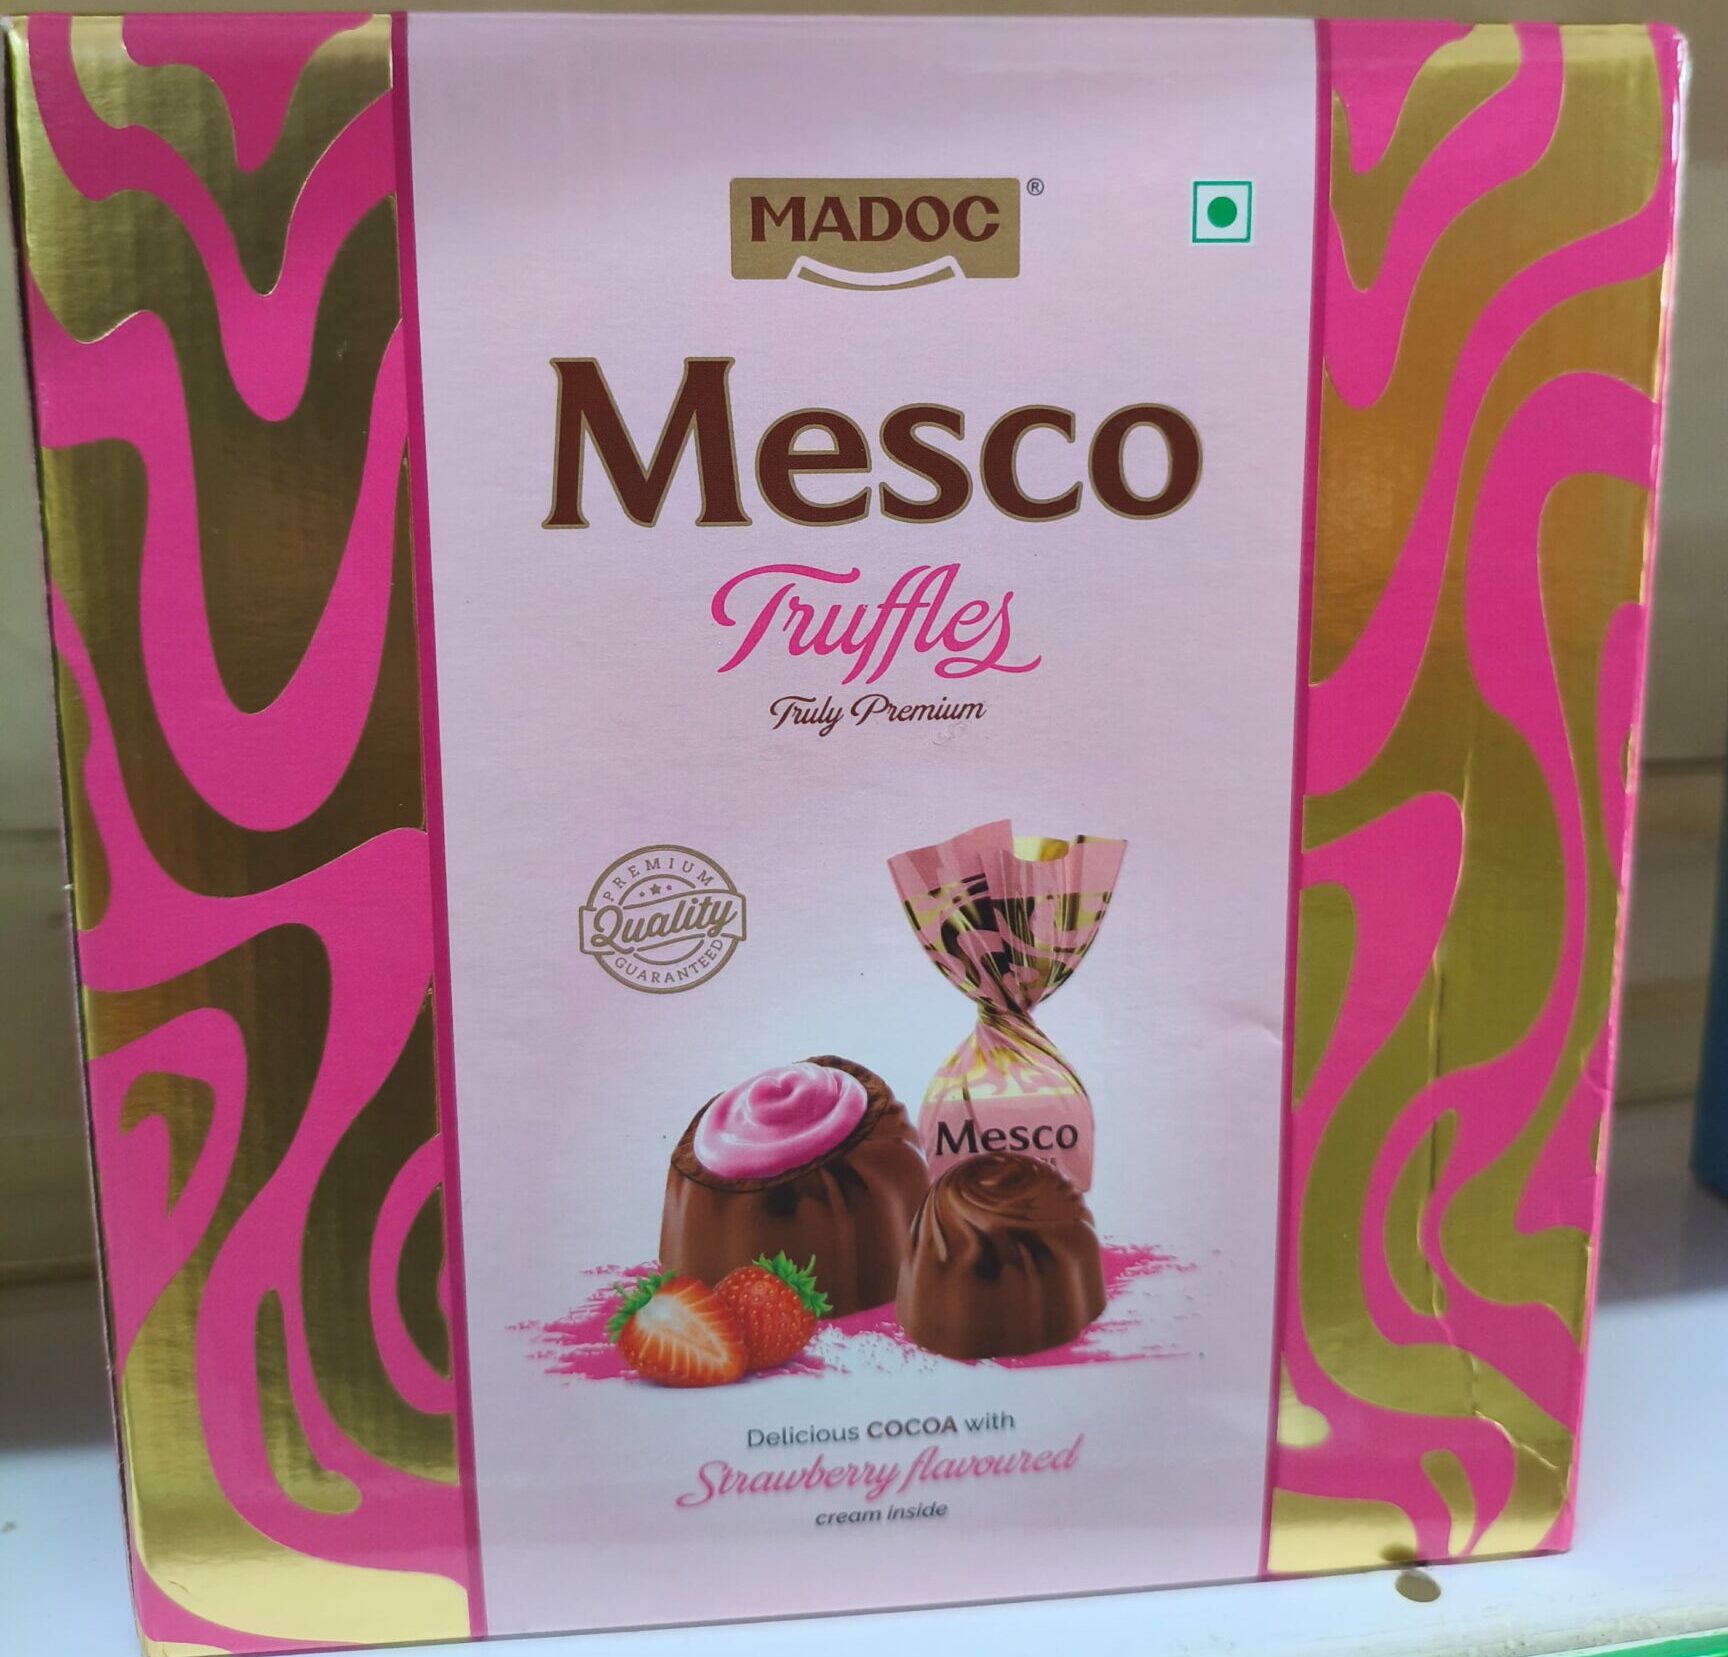 MADOC®
Mesco
Truffles
Truly Premium
PREMIUM
Quality
GUARANTEED
Mesco
Delicious COCOA with
Strawberry flavoured
cream inside